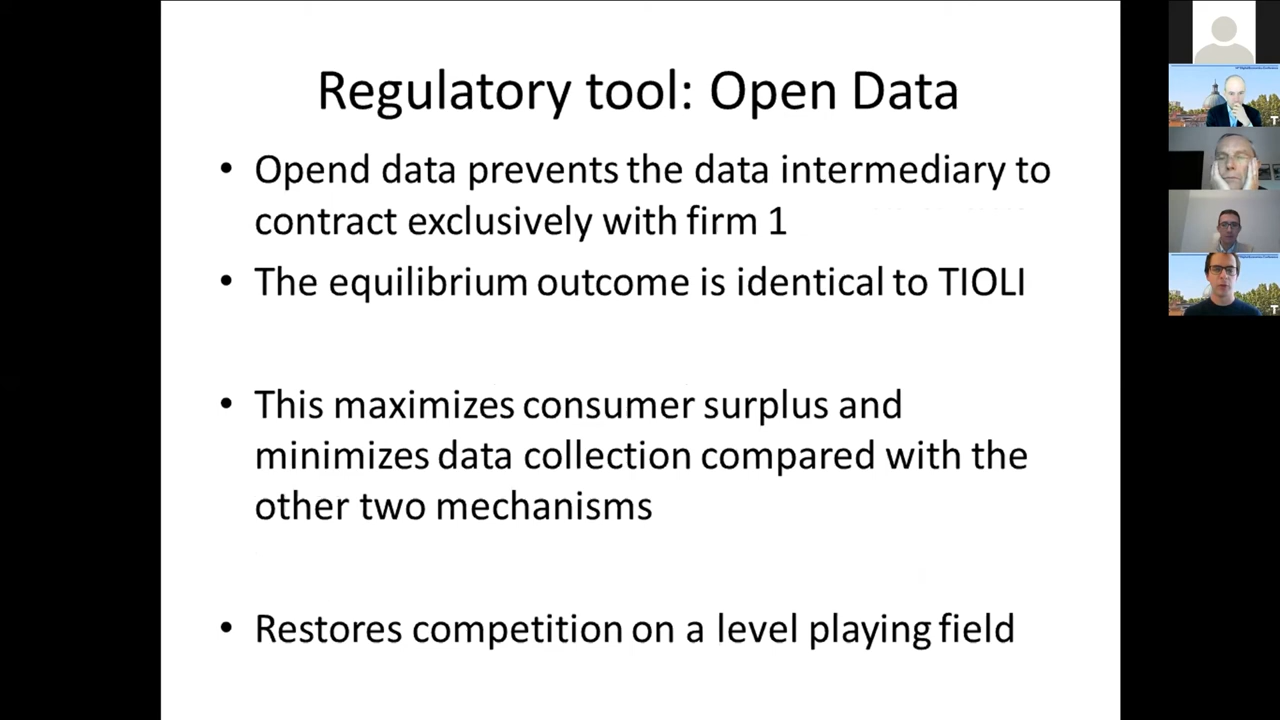 Regulatory tool: Open Data
• Opend data prevents the data intermediary to
contract exclusively with firm 1
• The equilibrium outcome is identical to TIOLI
• This maximizes consumer surplus and
minimizes data collection compared with the
other two mechanisms
• Restores competition on a level playing field